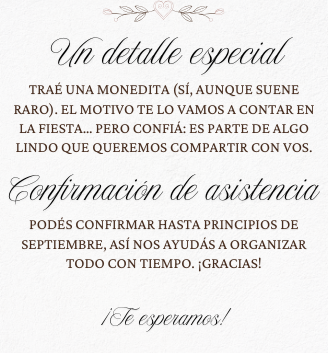 Un detalle especial
TRAÉ UNA MONEDITA (SÍ, AUNQUE SUENE
RARO). EL MOTIVO TE LO VAMOS A CONTAR EN
LA FIESTA... PERO CONFIÁ: ES PARTE DE ALGO
LINDO QUE QUEREMOS COMPARTIR CON VOS.
Confirmación de asistencia
PODÉS CONFIRMAR HASTA PRINCIPIOS DE
SEPTIEMBRE, ASÍ NOS AYUDÁS A ORGANIZAR
TODO CON TIEMPO. ¡GRACIAS!
¡Te esperamos!